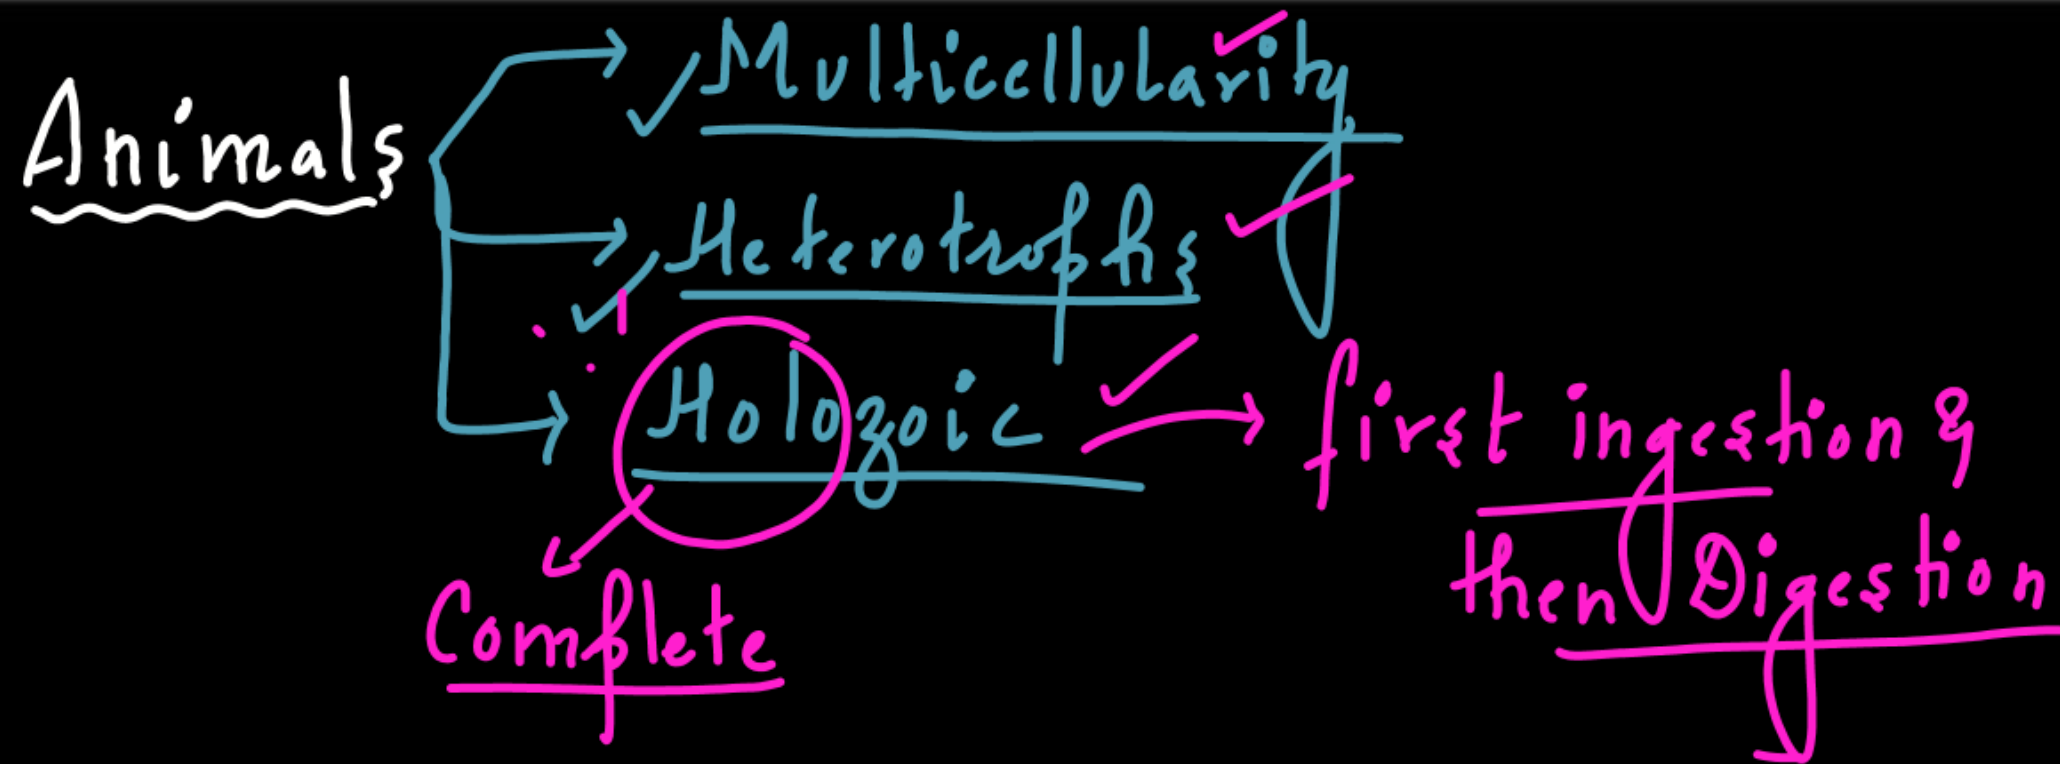 Animals
Multicellularity
Heterotrophs
Holozoic
first ingestion &
then Digestion
Complete